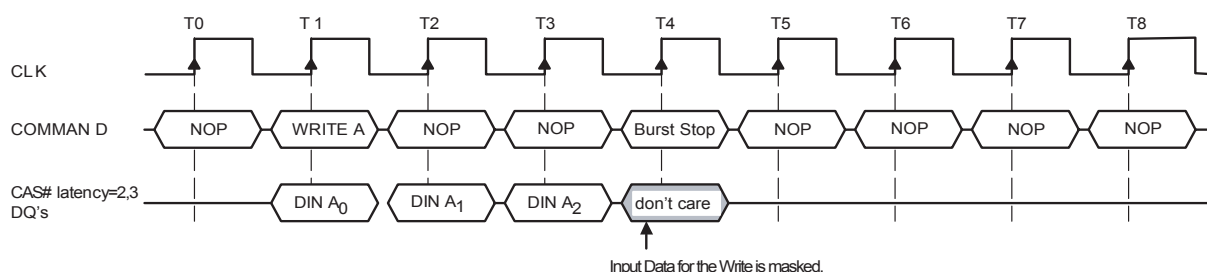 T0 T 1 T2 T3 T4 T5 T6 T7 T8
CLK
COMMAN D NOP WRITE A NOP NOP Burst Stop NOP NOP NOP NOP
CAS# latency=2,3
DQ's DIN A0 DIN A1 DIN A2 don't care
Input Data for the Write is masked.